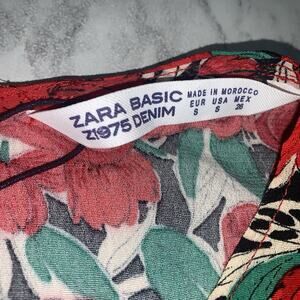 ZARA BASIC
Z1975 DENIM
MADE IN MOROCCO
EUR USA MEX
S S 26